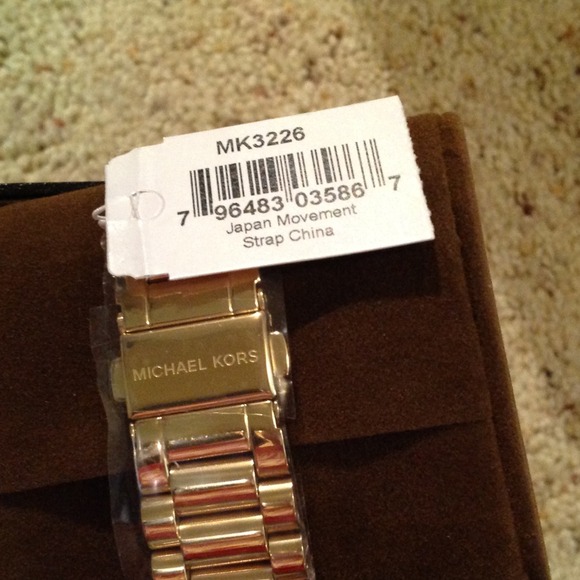 MK3226
7 96483 03586 7
Japan Movement
Strap China
MICHAEL KORS